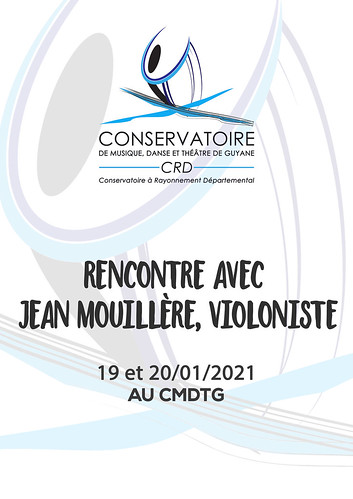 CONSERVATOIRE
DE MUSIQUE, DANSE ET THÉÂTRE DE GUYANE
CRD
Conservatoire à Rayonnement Départemental
RENCONTRE AVEC
JEAN MOUILLÈRE, VIOLONISTE
19 et 20/01/2021
AU CMDTG